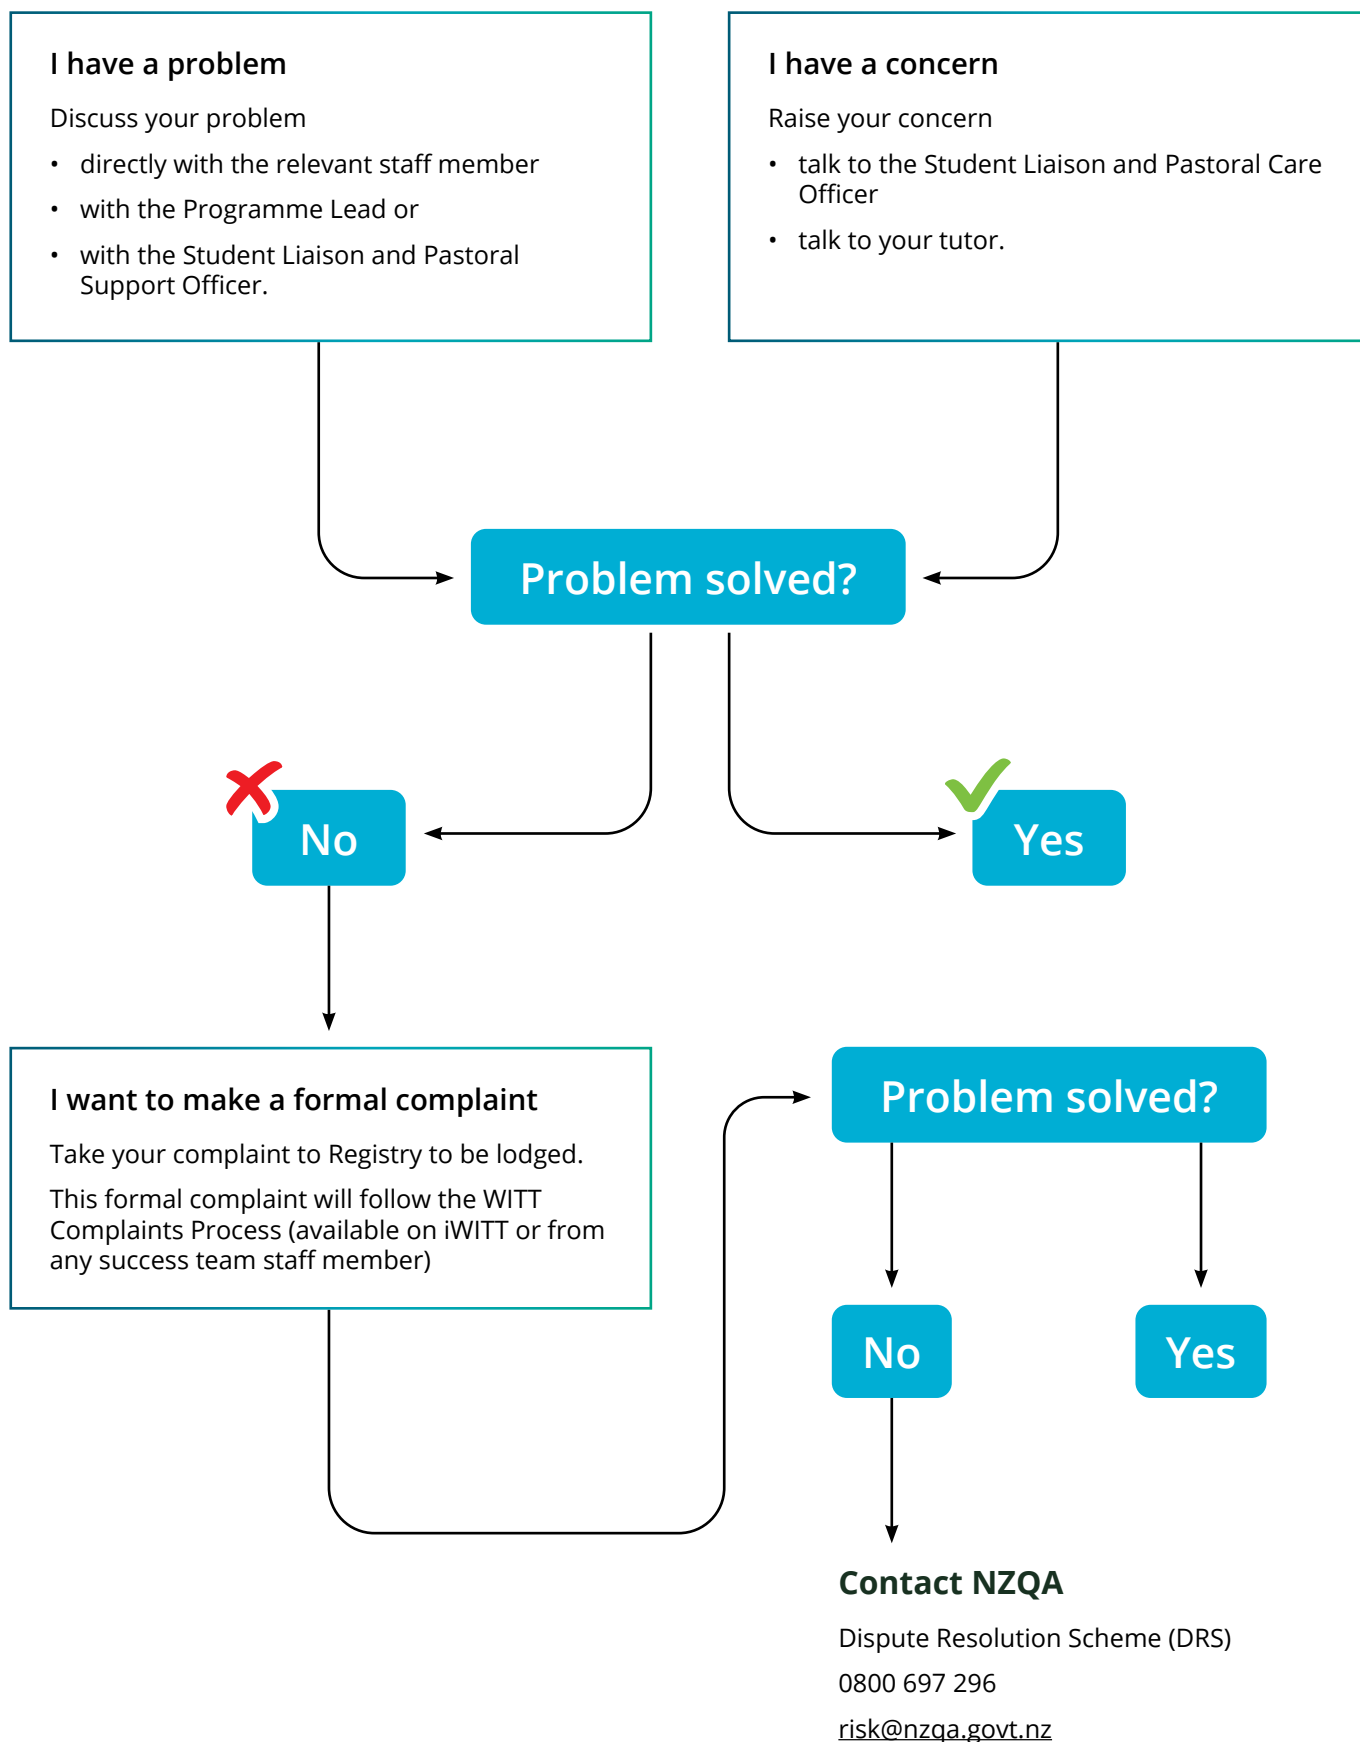 I have a problem
Discuss your problem
• directly with the relevant staff member
• with the Programme Lead or
• with the Student Liaison and Pastoral
Support Officer.
I have a concern
Raise your concern
• talk to the Student Liaison and Pastoral Care
Officer
• talk to your tutor.
Problem solved?
No
Yes
I want to make a formal complaint
Take your complaint to Registry to be lodged.
This formal complaint will follow the WITT
Complaints Process (available on iWITT or from
any success team staff member)
Problem solved?
No
Yes
Contact NZQA
Dispute Resolution Scheme (DRS)
0800 697 296
risk@nzqa.govt.nz